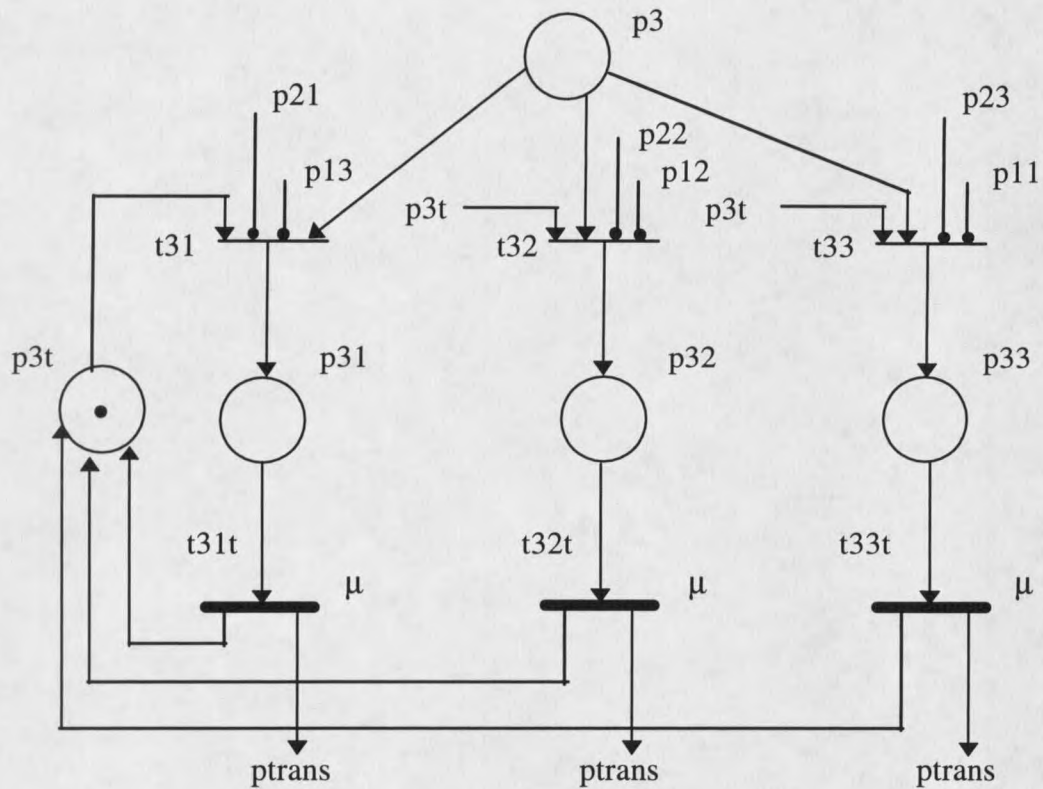 p3
p21
p23
p22
p13
p12
p11
p3t
p3t
t31
t32
t33
p3t
p31
p32
p33
t31t
t32t
t33t
μ
μ
μ
ptrans
ptrans
ptrans